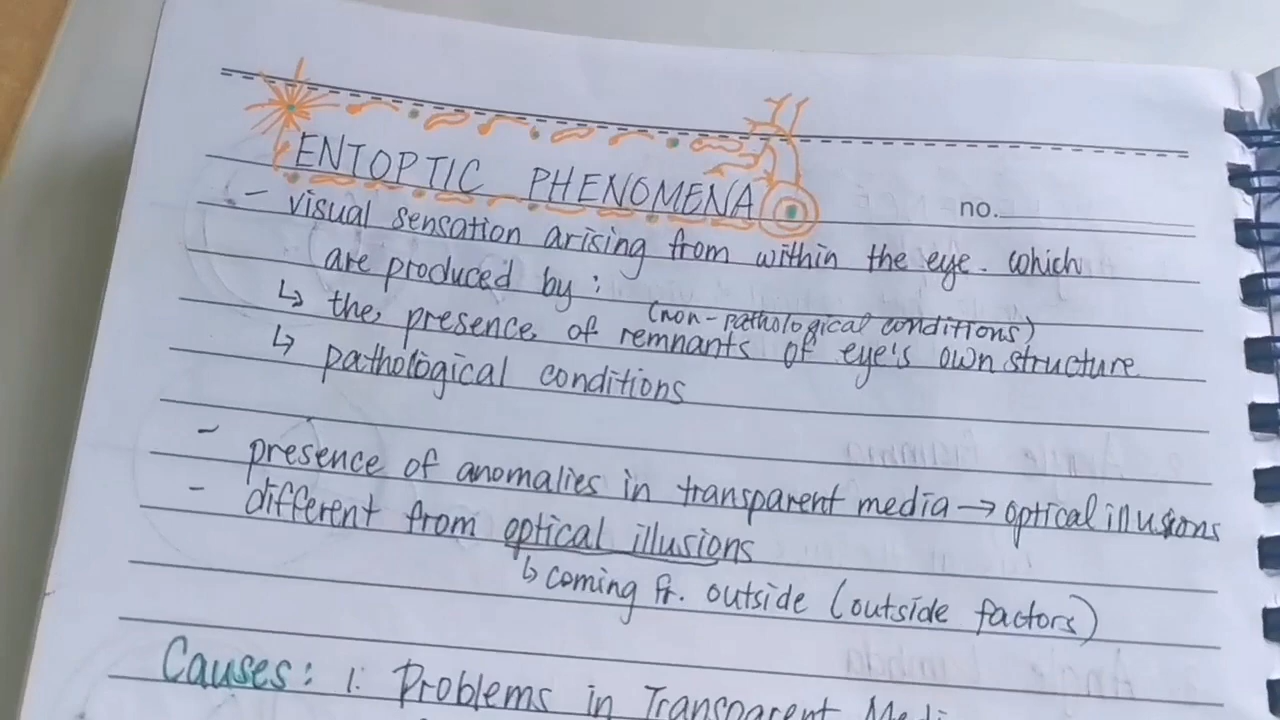 ENTOPTIC PHENOMENA
no.
- visual sensation arising from within the eye. which
are produced by:
↳ the presence of remnants of eye's own structure
(non-pathological conditions)
↳ pathological conditions
- presence of anomalies in transparent media → optical illusions
- different from optical illusions
↳ coming fr. outside (outside factors)
Causes: 1. Problems in Transparent Medi